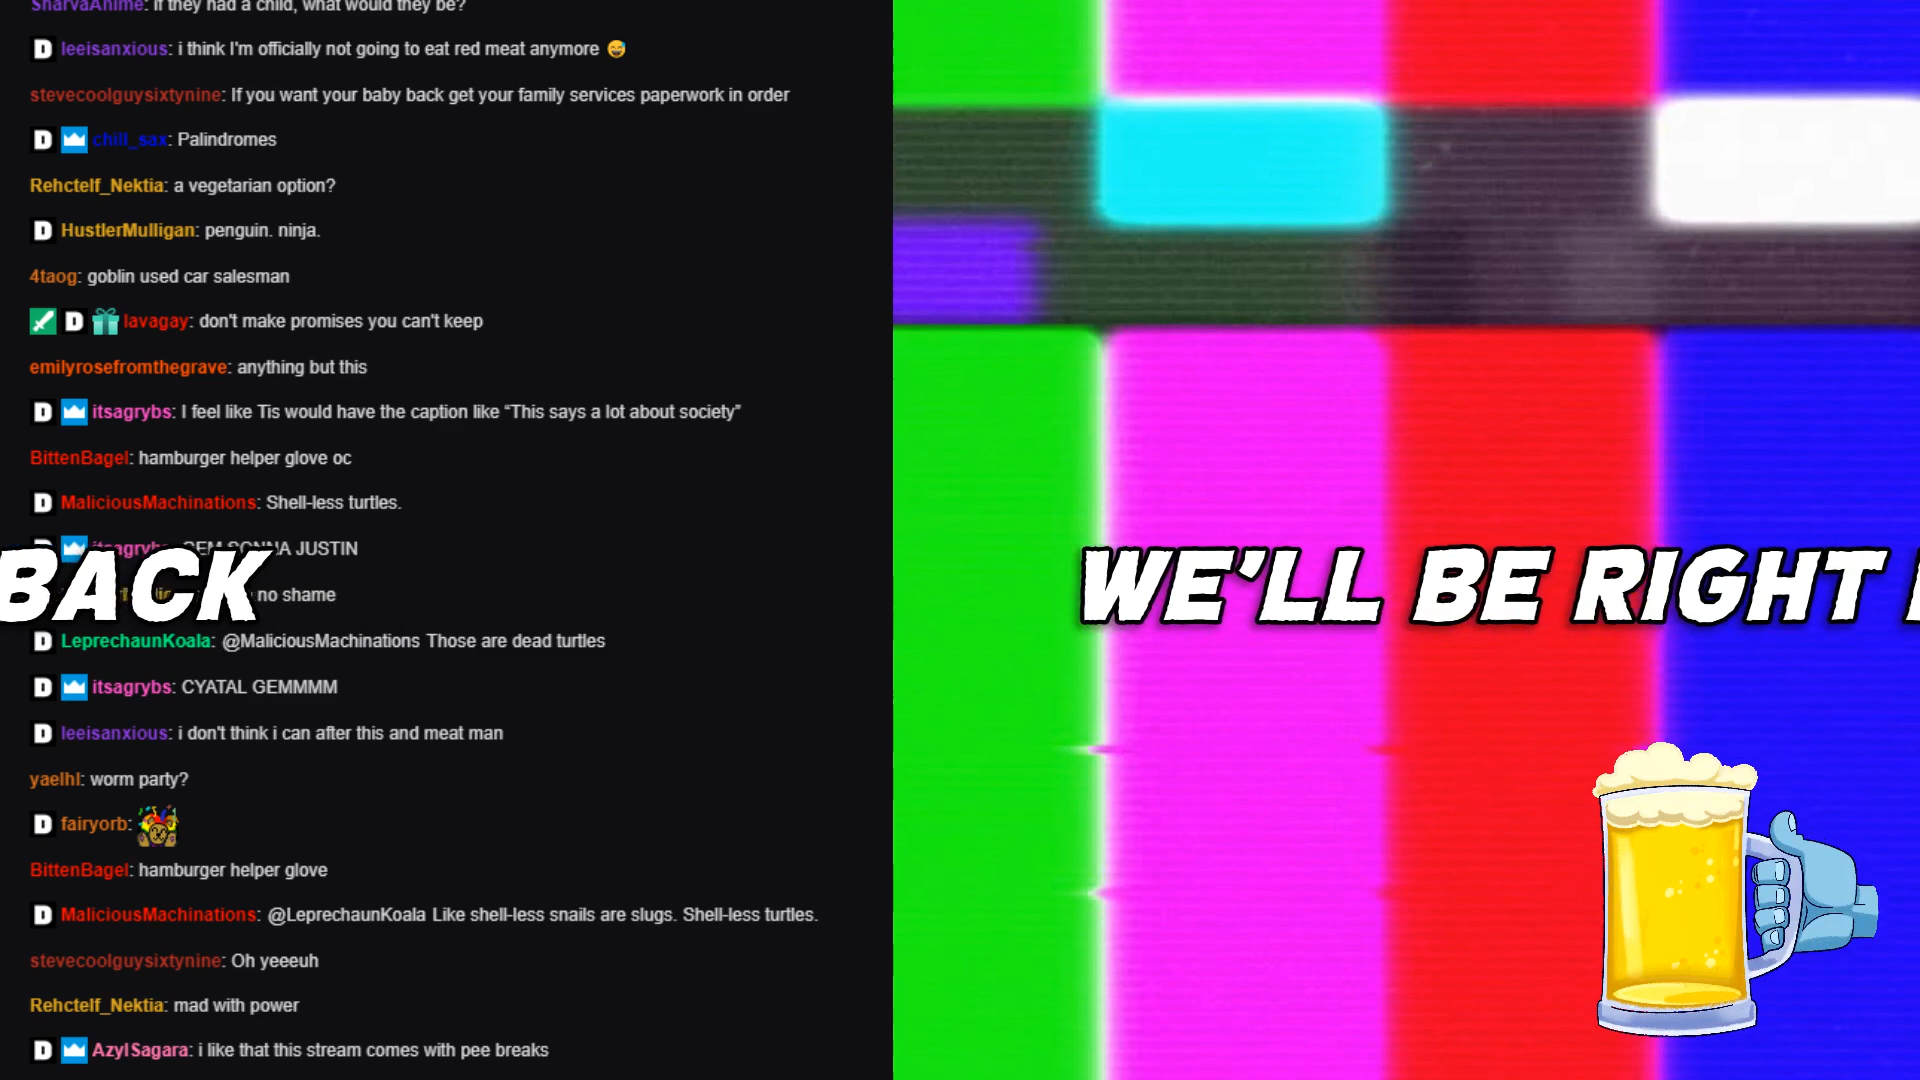 SharvaAnime: if they had a child, what would they be?
D leeisanxious: i think I'm officially not going to eat red meat anymore 😅
stevecoolguysixtynine: If you want your baby back get your family services paperwork in order
D chill_sax: Palindromes
Rehctelf_Nektia: a vegetarian option?
D HustlerMulligan: penguin. ninja.
4taog: goblin used car salesman
D lavagay: don't make promises you can't keep
emilyrosefromthegrave: anything but this
D itsagrybs: I feel like Tis would have the caption like “This says a lot about society”
BittenBagel: hamburger helper glove oc
D MaliciousMachinations: Shell-less turtles.
itsagrybs: JUSTIN
no shame
BACK
WE'LL BE RIGHT
D LeprechaunKoala: @MaliciousMachinations Those are dead turtles
D itsagrybs: CYATAL GEMMMM
D leeisanxious: i don't think i can after this and meat man
yaelhl: worm party?
D fairyorb:
BittenBagel: hamburger helper glove
D MaliciousMachinations: @LeprechaunKoala Like shell-less snails are slugs. Shell-less turtles.
stevecoolguysixtynine: Oh yeeeuh
Rehctelf_Nektia: mad with power
D AzylSagara: i like that this stream comes with pee breaks